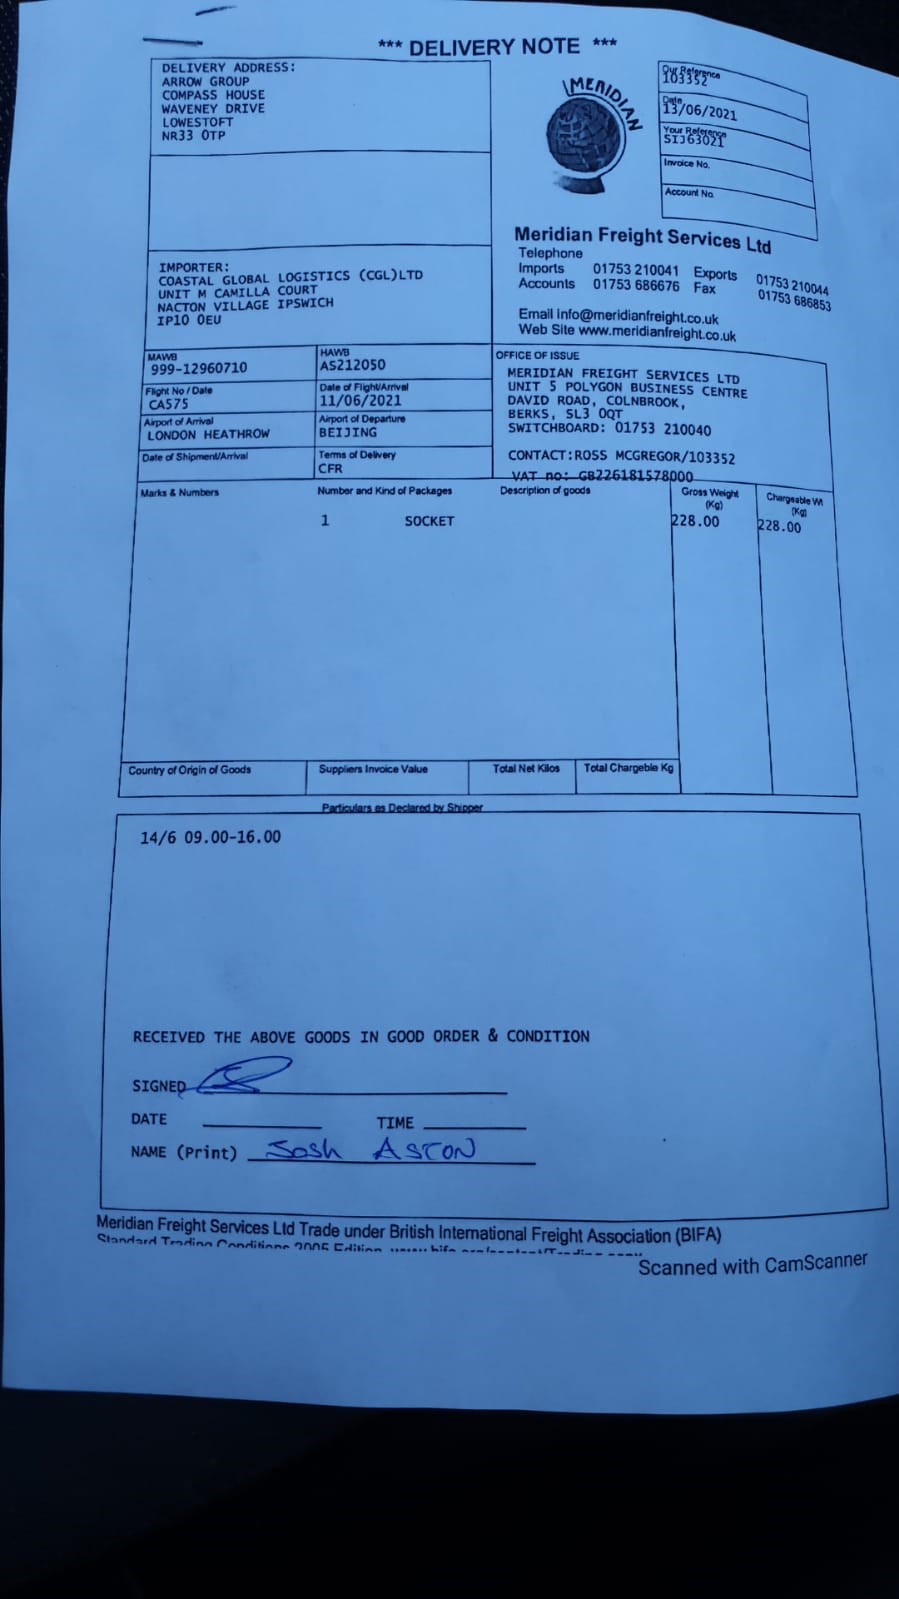 *** DELIVERY NOTE ***
DELIVERY ADDRESS:
ARROW GROUP
COMPASS HOUSE
WAVENEY DRIVE
LOWESTOFT
NR33 0TP
MERIDIAN
Our Reference
103352
Date
13/06/2021
Your Reference
SIJ63021
Invoice No.
Account No
Meridian Freight Services Ltd
Telephone
Imports 01753 210041 Exports 01753 210044
Accounts 01753 686676 Fax 01753 686853
Email info@meridianfreight.co.uk
Web Site www.meridianfreight.co.uk
IMPORTER:
COASTAL GLOBAL LOGISTICS (CGL)LTD
UNIT M CAMILLA COURT
NACTON VILLAGE IPSWICH
IP10 0EU
MAWB
999-12960710
HAWB
AS212050
Flight No / Date
CA575
Date of Flight/Arrival
11/06/2021
Airport of Arrival
LONDON HEATHROW
Airport of Departure
BEIJING
Date of Shipment/Arrival
Terms of Delivery
CFR
OFFICE OF ISSUE
MERIDIAN FREIGHT SERVICES LTD
UNIT 5 POLYGON BUSINESS CENTRE
DAVID ROAD, COLNBROOK,
BERKS, SL3 0QT
SWITCHBOARD: 01753 210040
CONTACT:ROSS MCGREGOR/103352
VAT no: GB226181578000
Marks & Numbers
Number and Kind of Packages
Description of goods
Gross Weight (Kg)
Chargeable Wt (Kg)
1 SOCKET 228.00 228.00
Country of Origin of Goods
Suppliers Invoice Value
Total Net Kilos
Total Chargeble Kg
Particulars as Declared by Shipper
14/6 09.00-16.00
RECEIVED THE ABOVE GOODS IN GOOD ORDER & CONDITION
SIGNED
DATE TIME
NAME (Print) Josh ASTON
Meridian Freight Services Ltd Trade under British International Freight Association (BIFA)
Standard Trading Conditions 2005 Edition
Scanned with CamScanner